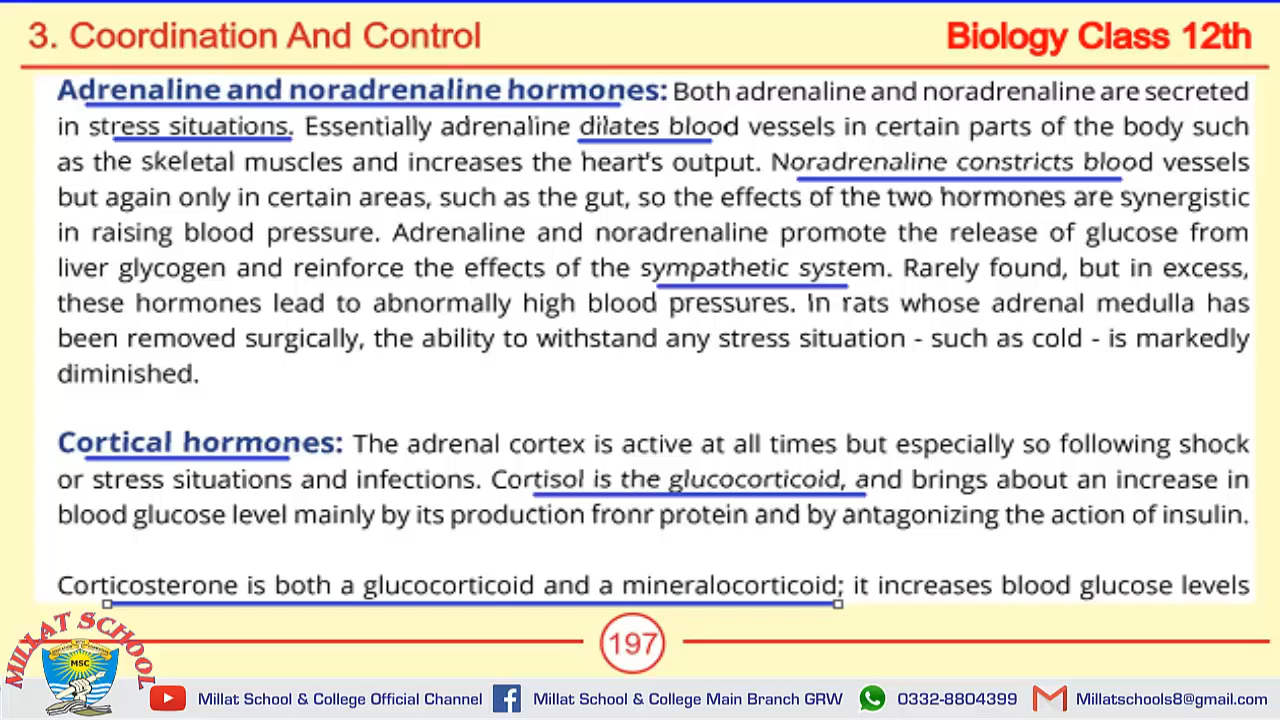 3. Coordination And Control
Biology Class 12th
Adrenaline and noradrenaline hormones: Both adrenaline and noradrenaline are secreted
in stress situations. Essentially adrenaline dilates blood vessels in certain parts of the body such
as the skeletal muscles and increases the heart's output. Noradrenaline constricts blood vessels
but again only in certain areas, such as the gut, so the effects of the two hormones are synergistic
in raising blood pressure. Adrenaline and noradrenaline promote the release of glucose from
liver glycogen and reinforce the effects of the sympathetic system. Rarely found, but in excess,
these hormones lead to abnormally high blood pressures. In rats whose adrenal medulla has
been removed surgically, the ability to withstand any stress situation - such as cold - is markedly
diminished.
Cortical hormones: The adrenal cortex is active at all times but especially so following shock
or stress situations and infections. Cortisol is the glucocorticoid, and brings about an increase in
blood glucose level mainly by its production fronr protein and by antagonizing the action of insulin.
Corticosterone is both a glucocorticoid and a mineralocorticoid; it increases blood glucose levels
197
MILLAT SCHOOL
MSC
Millat School & College Official Channel
Millat School & College Main Branch GRW
0332-8804399
Millatschools8@gmail.com